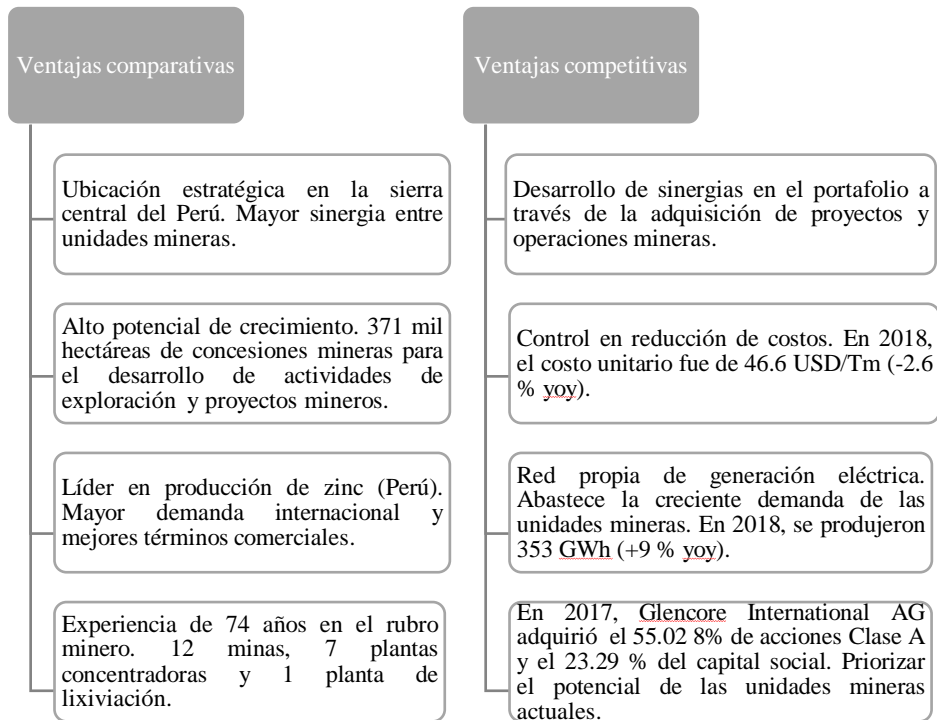 Ventajas comparativas
Ubicación estratégica en la sierra
central del Perú. Mayor sinergia entre
unidades mineras.
Alto potencial de crecimiento. 371 mil
hectáreas de concesiones mineras para
el desarrollo de actividades de
exploración y proyectos mineros.
Líder en producción de zinc (Perú).
Mayor demanda internacional y
mejores términos comerciales.
Experiencia de 74 años en el rubro
minero. 12 minas, 7 plantas
concentradoras y 1 planta de
lixiviación.
Ventajas competitivas
Desarrollo de sinergias en el portafolio a
través de la adquisición de proyectos y
operaciones mineras.
Control en reducción de costos. En 2018,
el costo unitario fue de 46.6 USD/Tm (-2.6
% yoy).
Red propia de generación eléctrica.
Abastece la creciente demanda de las
unidades mineras. En 2018, se produjeron
353 GWh (+9 % yoy).
En 2017, Glencore International AG
adquirió el 55.02 8% de acciones Clase A
y el 23.29 % del capital social. Priorizar
el potencial de las unidades mineras
actuales.